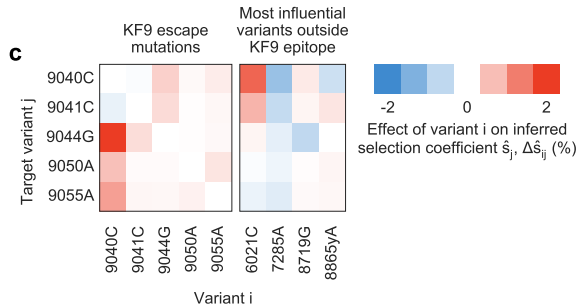 c
KF9 escape
mutations
Most influential
variants outside
KF9 epitope
Target variant j
9040C
9041C
9044G
9050A
9055A
9040C
9041C
9044G
9050A
9055A
6021C
7285A
8719G
8865yA
Variant i
-2 0 2
Effect of variant i on inferred
selection coefficient ŝj, Δŝij (%)